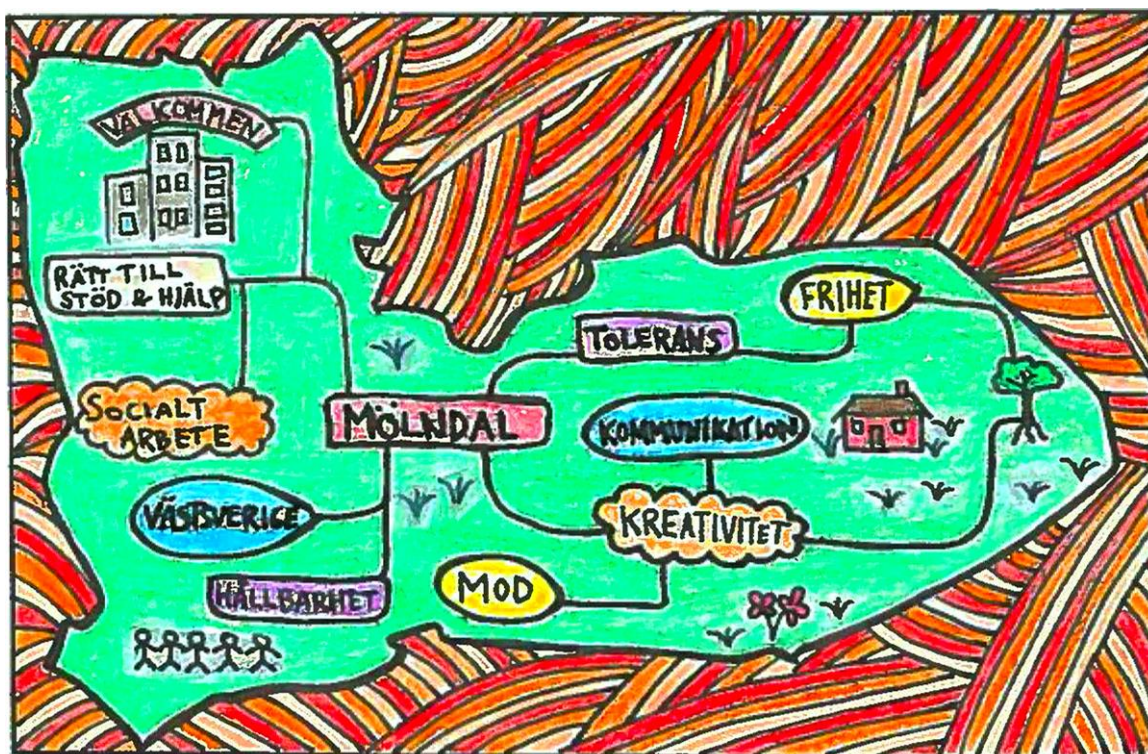 VÄLKOMMEN
RÄTT TILL
STÖD & HJÄLP
SOCIALT
ARBETE
VÄSTSVERIGE
HÅLLBARHET
MÖLNDAL
TOLERANS
FRIHET
KOMMUNIKATION
KREATIVITET
MOD